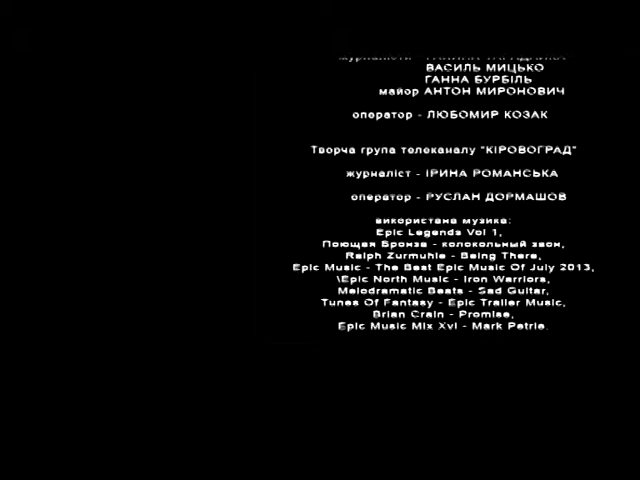 ВАСИЛЬ МИЦЬКО
ГАННА БУРБІЛЬ
майор АНТОН МИРОНОВИЧ
оператор - ЛЮБОМИР КОЗАК
Творча група телеканалу "КІРОВОГРАД"
журналіст - ІРИНА РОМАНСЬКА
оператор - РУСЛАН ДОРМАШОВ
використана музика:
Epic Legends Vol 1,
Поющая Бронза - колокольный звон,
Ralph Zurmuhle - Being There,
Epic Music - The Best Epic Music Of July 2013,
\Epic North Music - Iron Warriors,
Melodramatic Beats - Sad Guitar,
Tunes Of Fantasy - Epic Trailer Music,
Brian Crain - Promise,
Epic Music Mix Xvi - Mark Petrie.